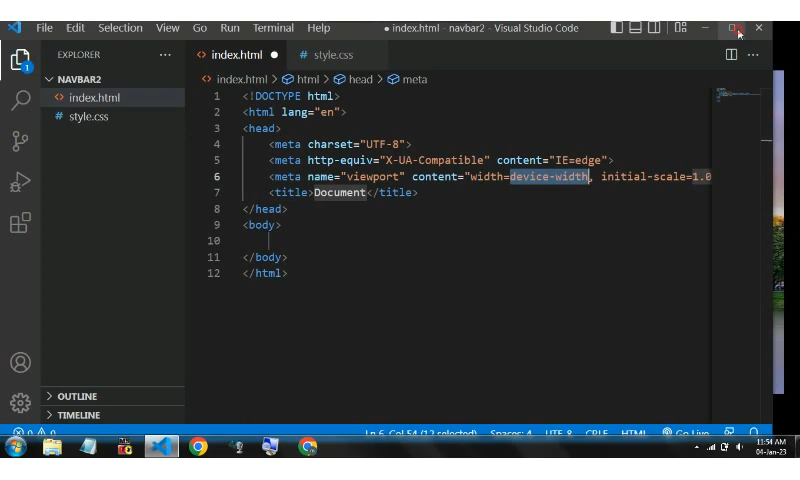 File Edit Selection View Go Run Terminal Help
● index.html - navbar2 - Visual Studio Code
EXPLORER
index.html
style.css
NAVBAR2
index.html > html > head > meta
index.html
style.css
1 <!DOCTYPE html>
2 <html lang="en">
3 <head>
4 <meta charset="UTF-8">
5 <meta http-equiv="X-UA-Compatible" content="IE=edge">
6 <meta name="viewport" content="width=device-width, initial-scale=1.0
7 <title>Document</title>
8 </head>
9 <body>
10
11 </body>
12 </html>
1
OUTLINE
TIMELINE
0 0 Ln 6, Col 54 (12 selected) Spaces: 4 UTF-8 CRLF HTML Go Live
11:54 AM
04-Jan-23